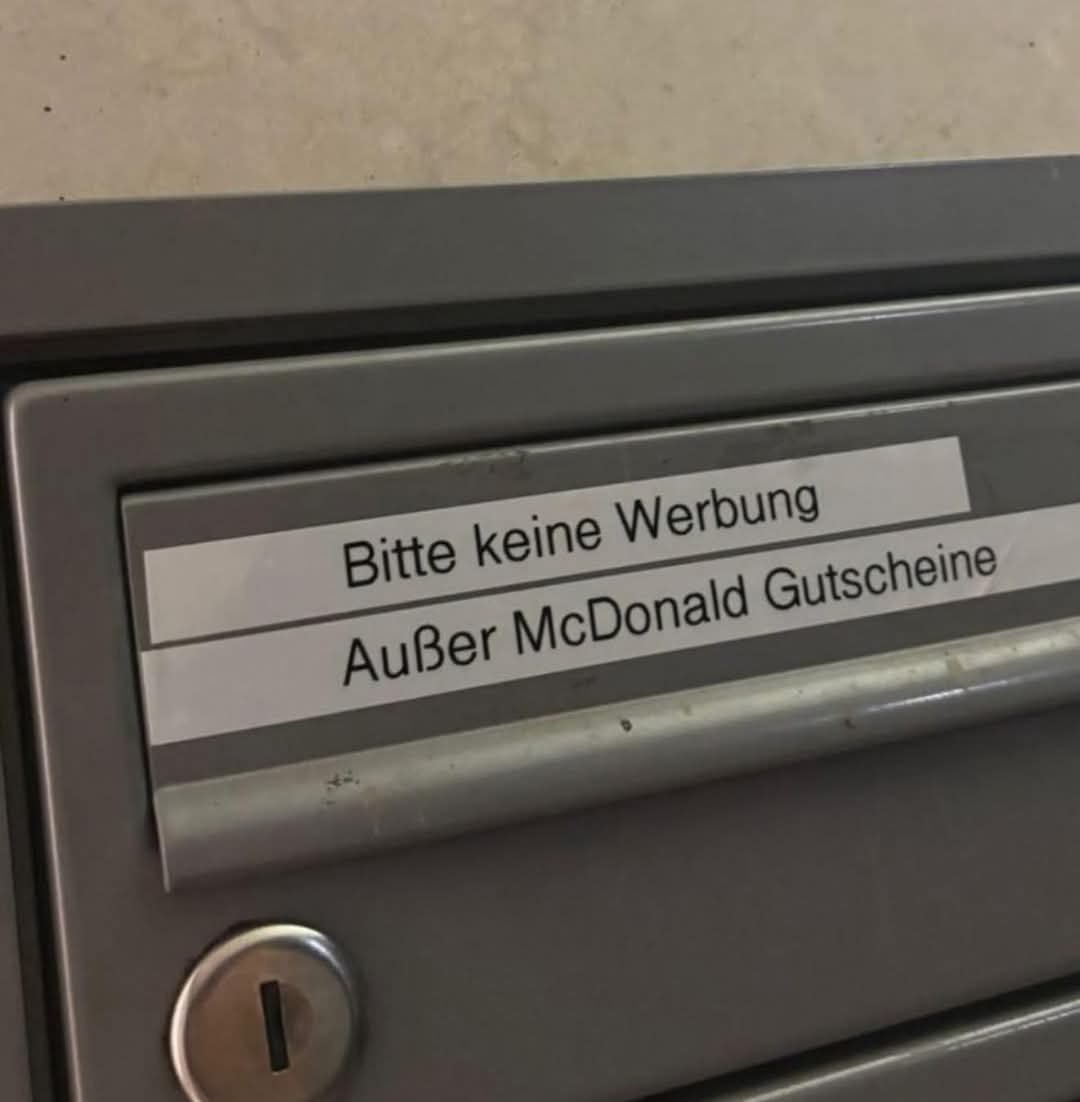 Bitte keine Werbung
Außer McDonald Gutscheine